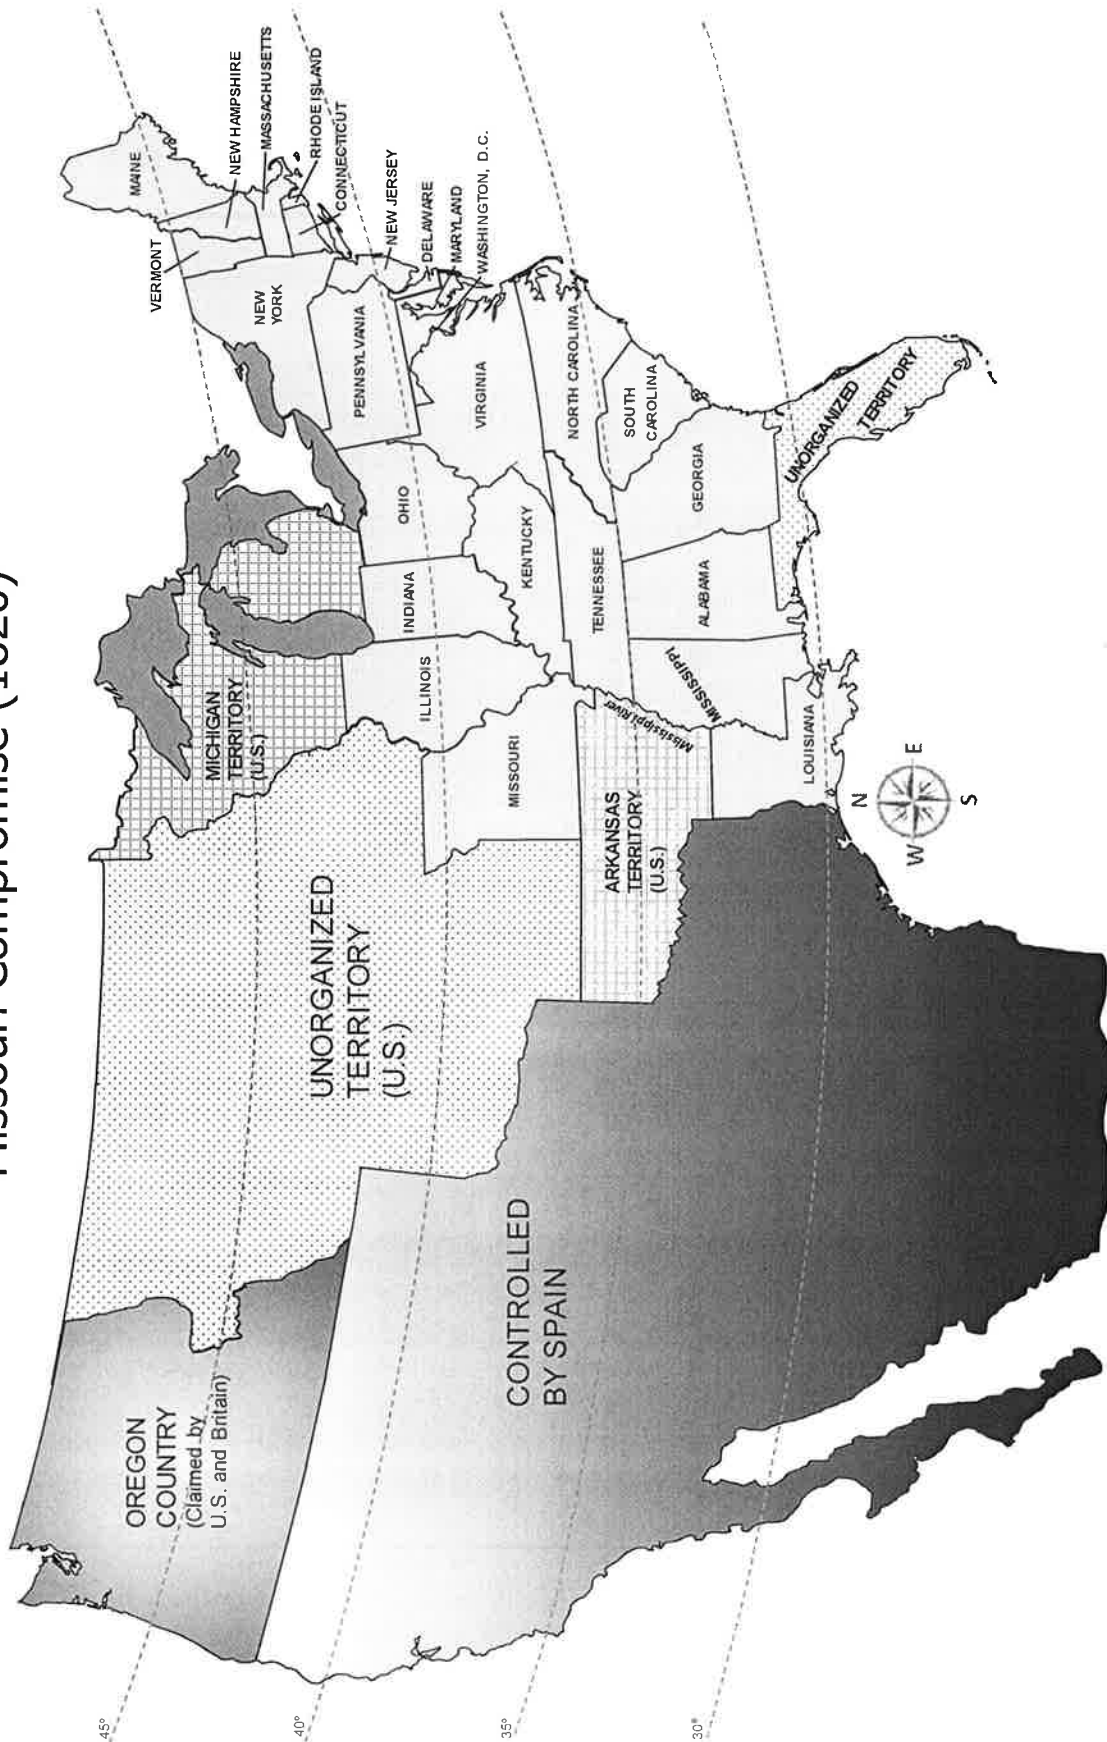 Missouri Compromise (1820)
45°
40°
35°
30°
OREGON
COUNTRY
(Claimed by
U.S. and Britain)
UNORGANIZED
TERRITORY
(U.S.)
CONTROLLED
BY SPAIN
MICHIGAN
TERRITORY
(U.S.)
ARKANSAS
TERRITORY
(U.S.)
MISSOURI
LOUISIANA
Mississippi River
ILLINOIS
INDIANA
OHIO
KENTUCKY
TENNESSEE
MISSISSIPPI
ALABAMA
GEORGIA
UNORGANIZED
TERRITORY
SOUTH
CAROLINA
NORTH CAROLINA
VIRGINIA
PENNSYLVANIA
NEW
YORK
VERMONT
MAINE
NEW HAMPSHIRE
MASSACHUSETTS
RHODE ISLAND
CONNECTICUT
NEW JERSEY
DELAWARE
MARYLAND
WASHINGTON, D.C.
N
W
E
S